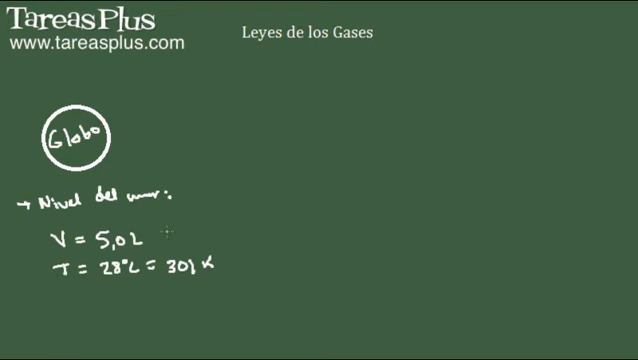 TareasPlus
www.tareasplus.com
Leyes de los Gases
Globo
→ Nivel del mar:
V = 5,0 L
T = 28°C = 301 K